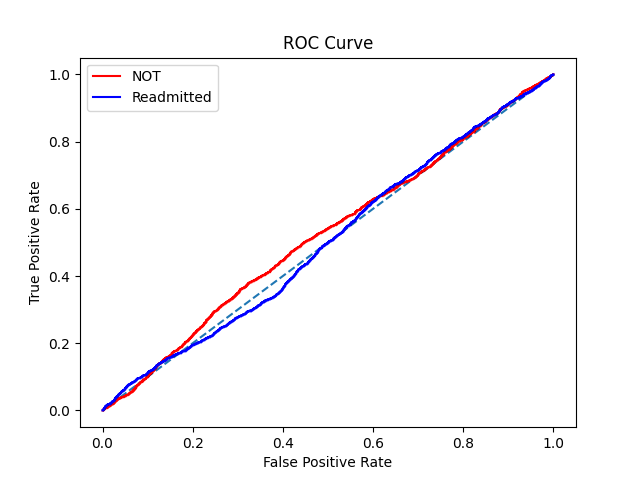 ROC Curve
NOT
Readmitted
True Positive Rate
1.0
0.8
0.6
0.4
0.2
0.0
0.0 0.2 0.4 0.6 0.8 1.0
False Positive Rate